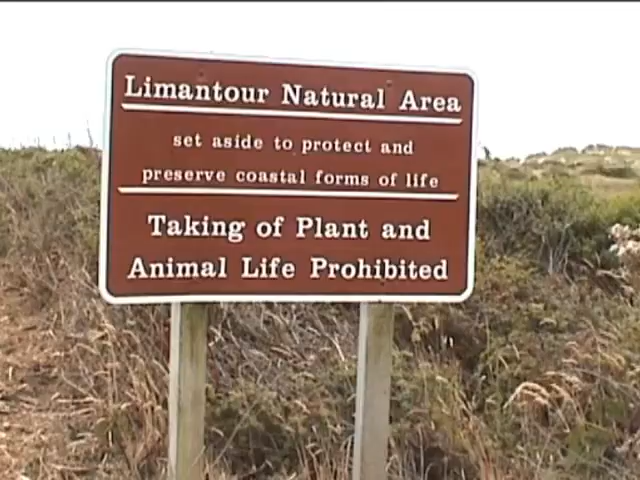 Limantour Natural Area
set aside to protect and
preserve coastal forms of life
Taking of Plant and
Animal Life Prohibited